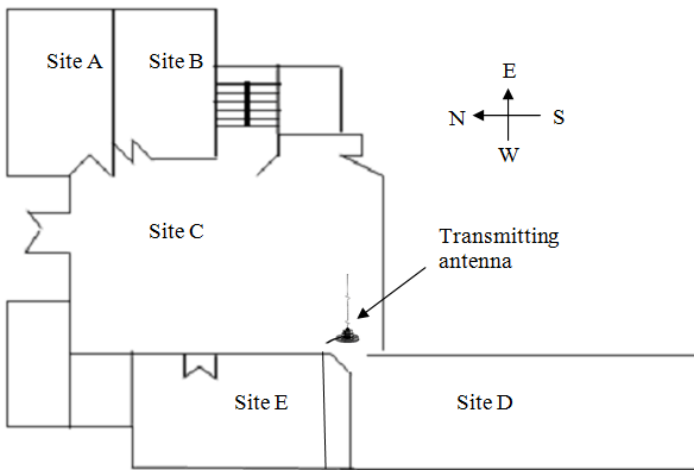 Site A
Site B
E
N
S
W
Site C
Transmitting
antenna
Site E
Site D